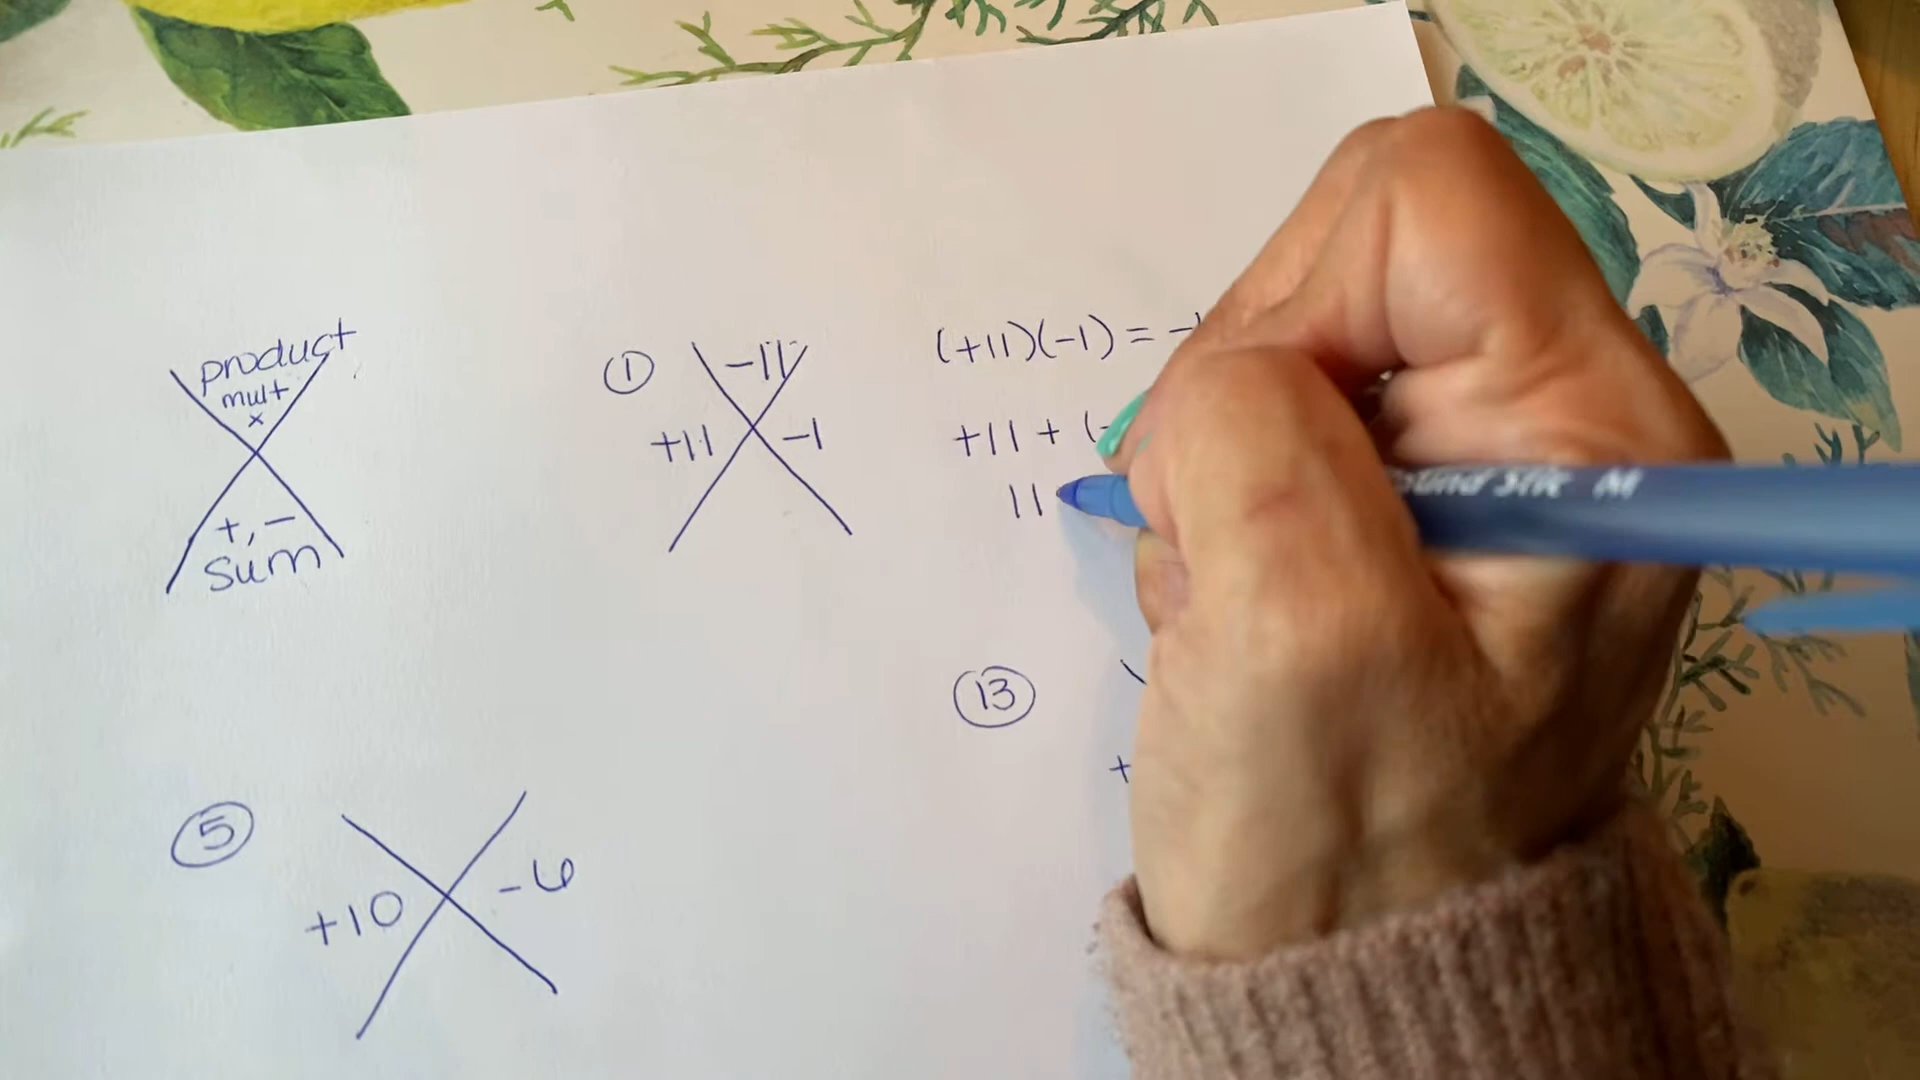 product
mult
×
+, −
Sum
①
−11
+11
−1
(+11)(−1) = −
+11 + (−
11
⑬
+
⑤
+10
−6
Round Stic M